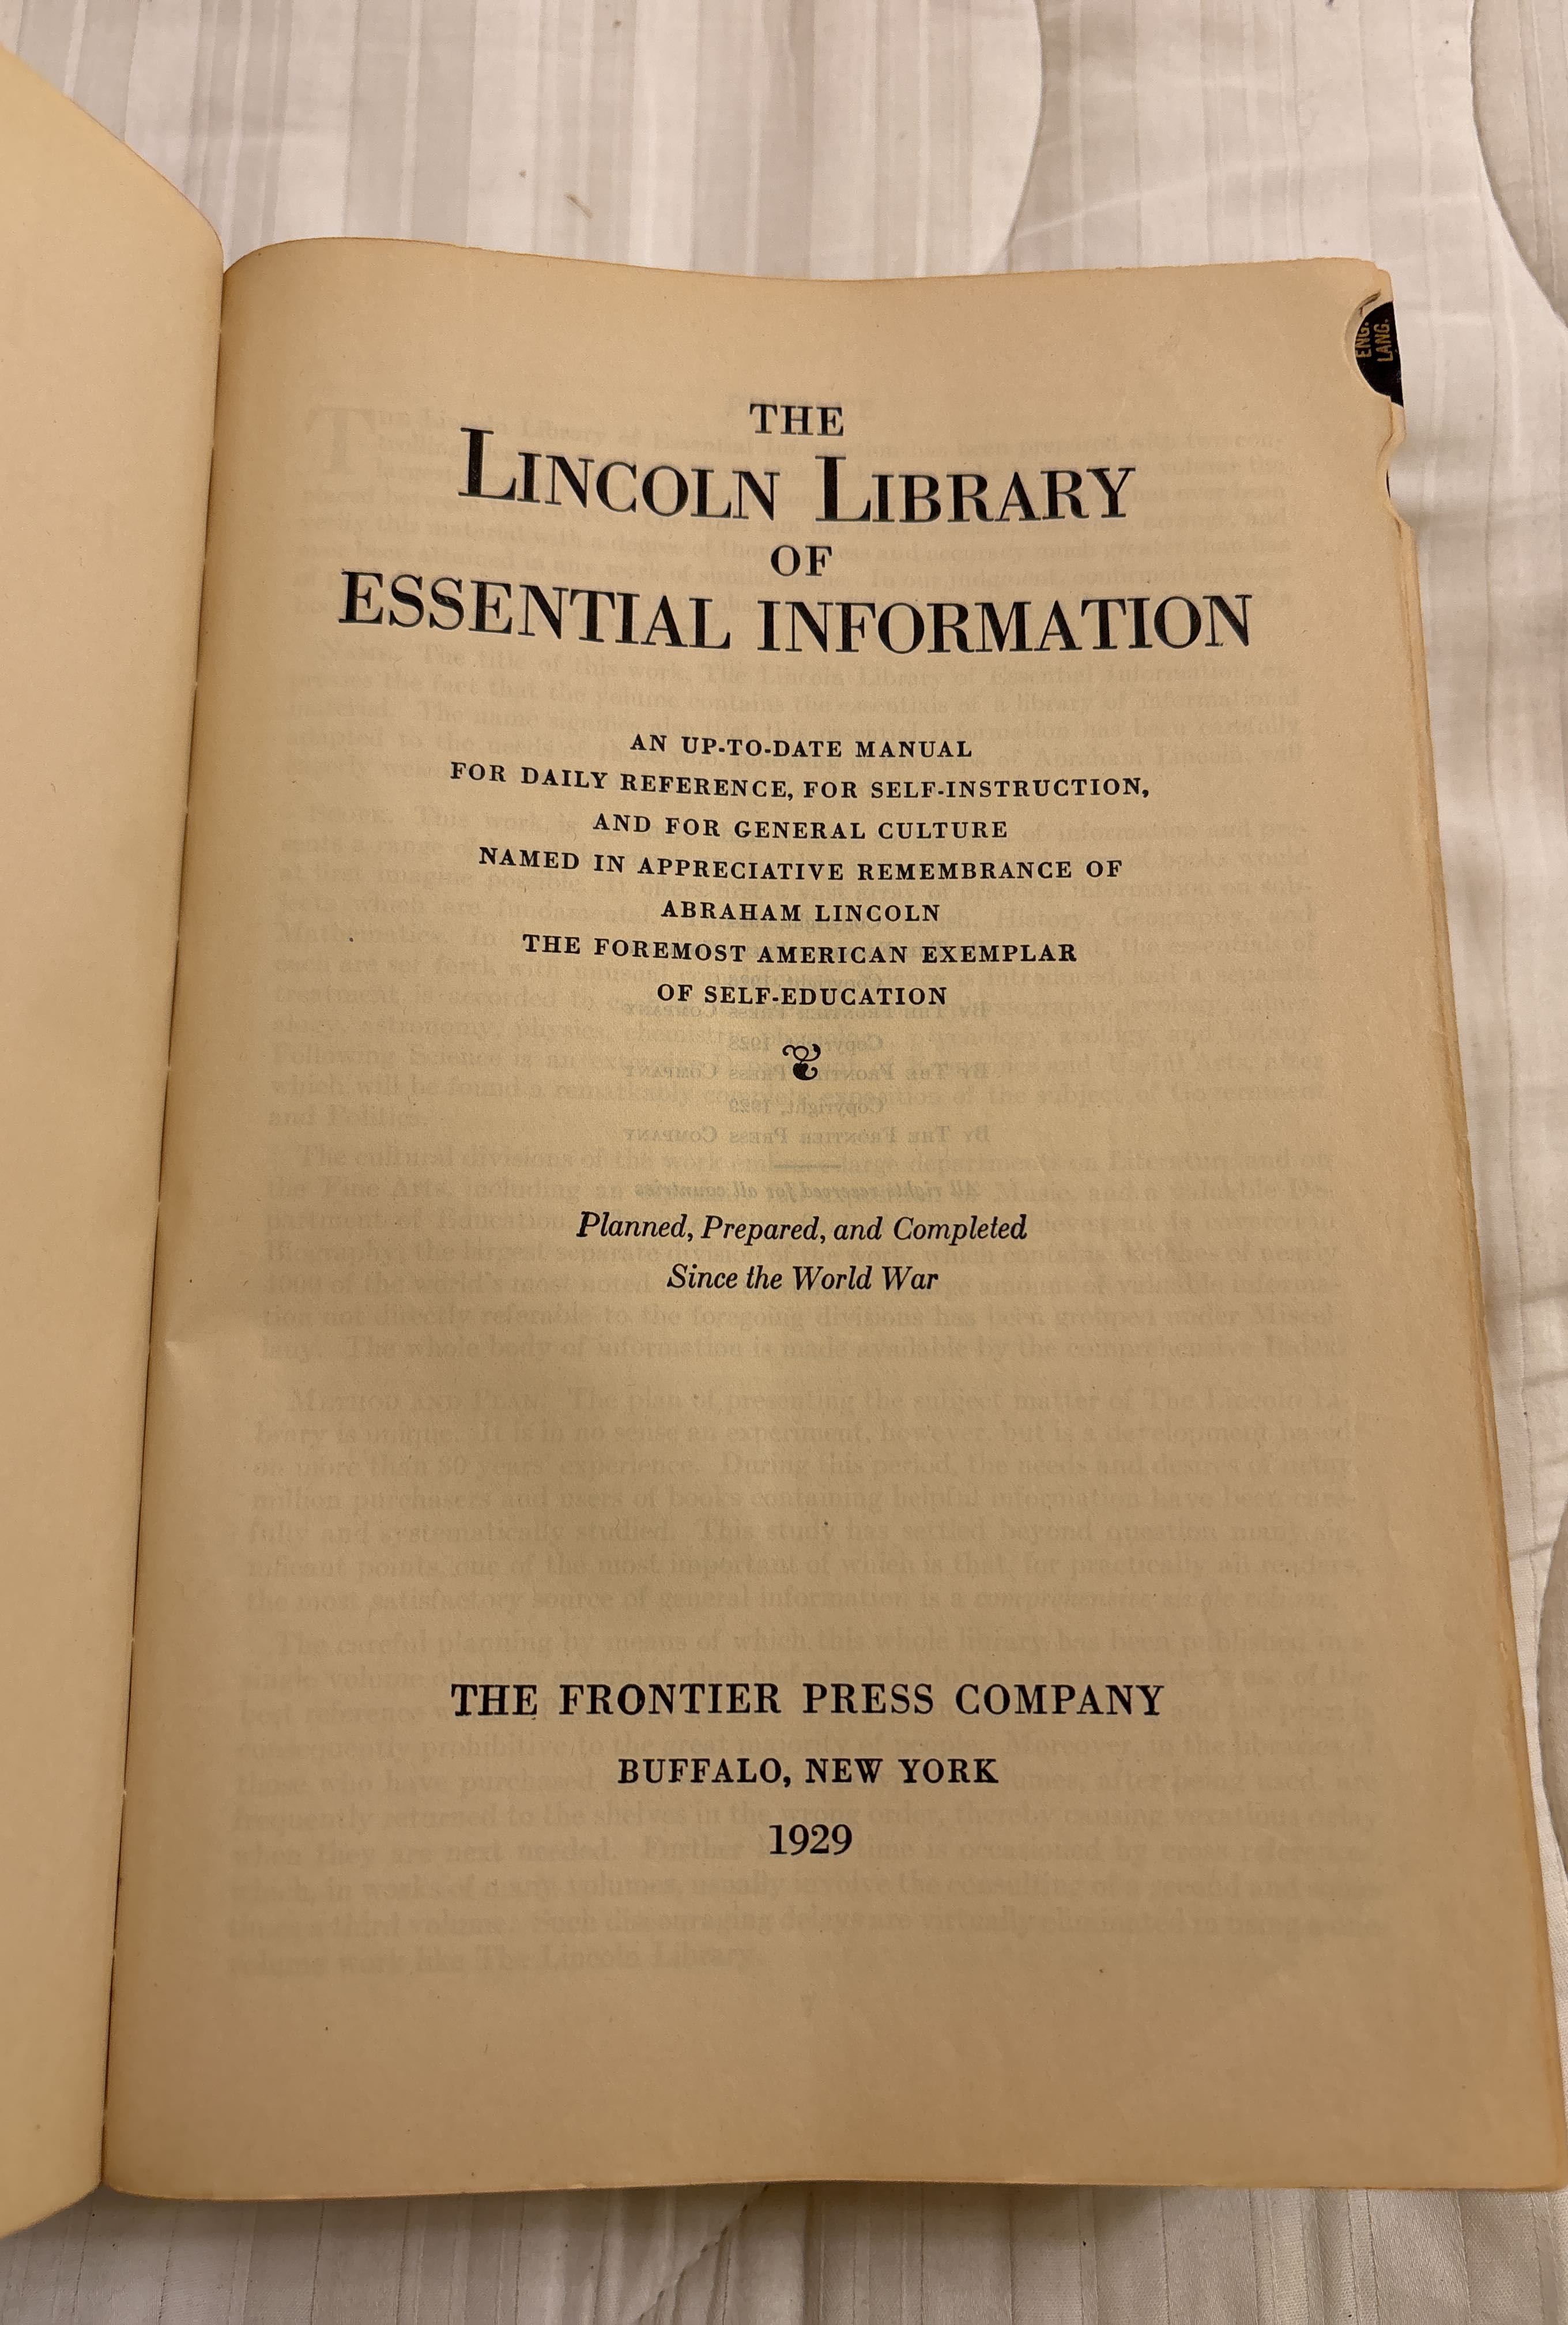 ENG.
LANG.
THE
LINCOLN LIBRARY
OF
ESSENTIAL INFORMATION
AN UP-TO-DATE MANUAL
FOR DAILY REFERENCE, FOR SELF-INSTRUCTION,
AND FOR GENERAL CULTURE
NAMED IN APPRECIATIVE REMEMBRANCE OF
ABRAHAM LINCOLN
THE FOREMOST AMERICAN EXEMPLAR
OF SELF-EDUCATION
Planned, Prepared, and Completed
Since the World War
THE FRONTIER PRESS COMPANY
BUFFALO, NEW YORK
1929